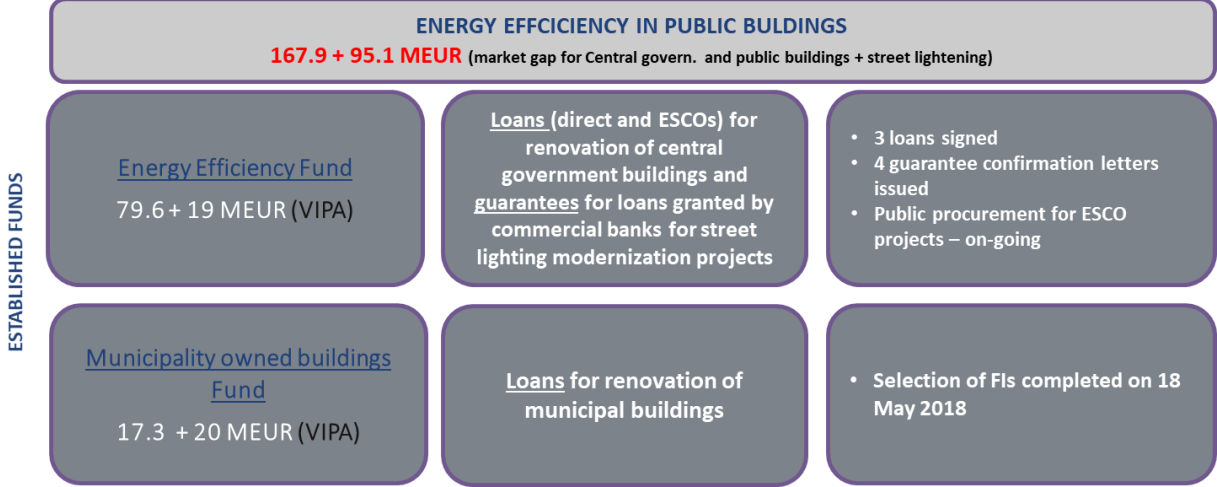 ENERGY EFFCICIENCY IN PUBLIC BULDINGS
167.9 + 95.1 MEUR (market gap for Central govern. and public buildings + street lightening)
ESTABLISHED FUNDS
Energy Efficiency Fund
79.6 + 19 MEUR (VIPA)
Loans (direct and ESCOs) for
renovation of central
government buildings and
guarantees for loans granted by
commercial banks for street
lighting modernization projects
• 3 loans signed
• 4 guarantee confirmation letters
issued
• Public procurement for ESCO
projects – on-going
Municipality owned buildings
Fund
17.3 + 20 MEUR (VIPA)
Loans for renovation of
municipal buildings
• Selection of FIs completed on 18
May 2018